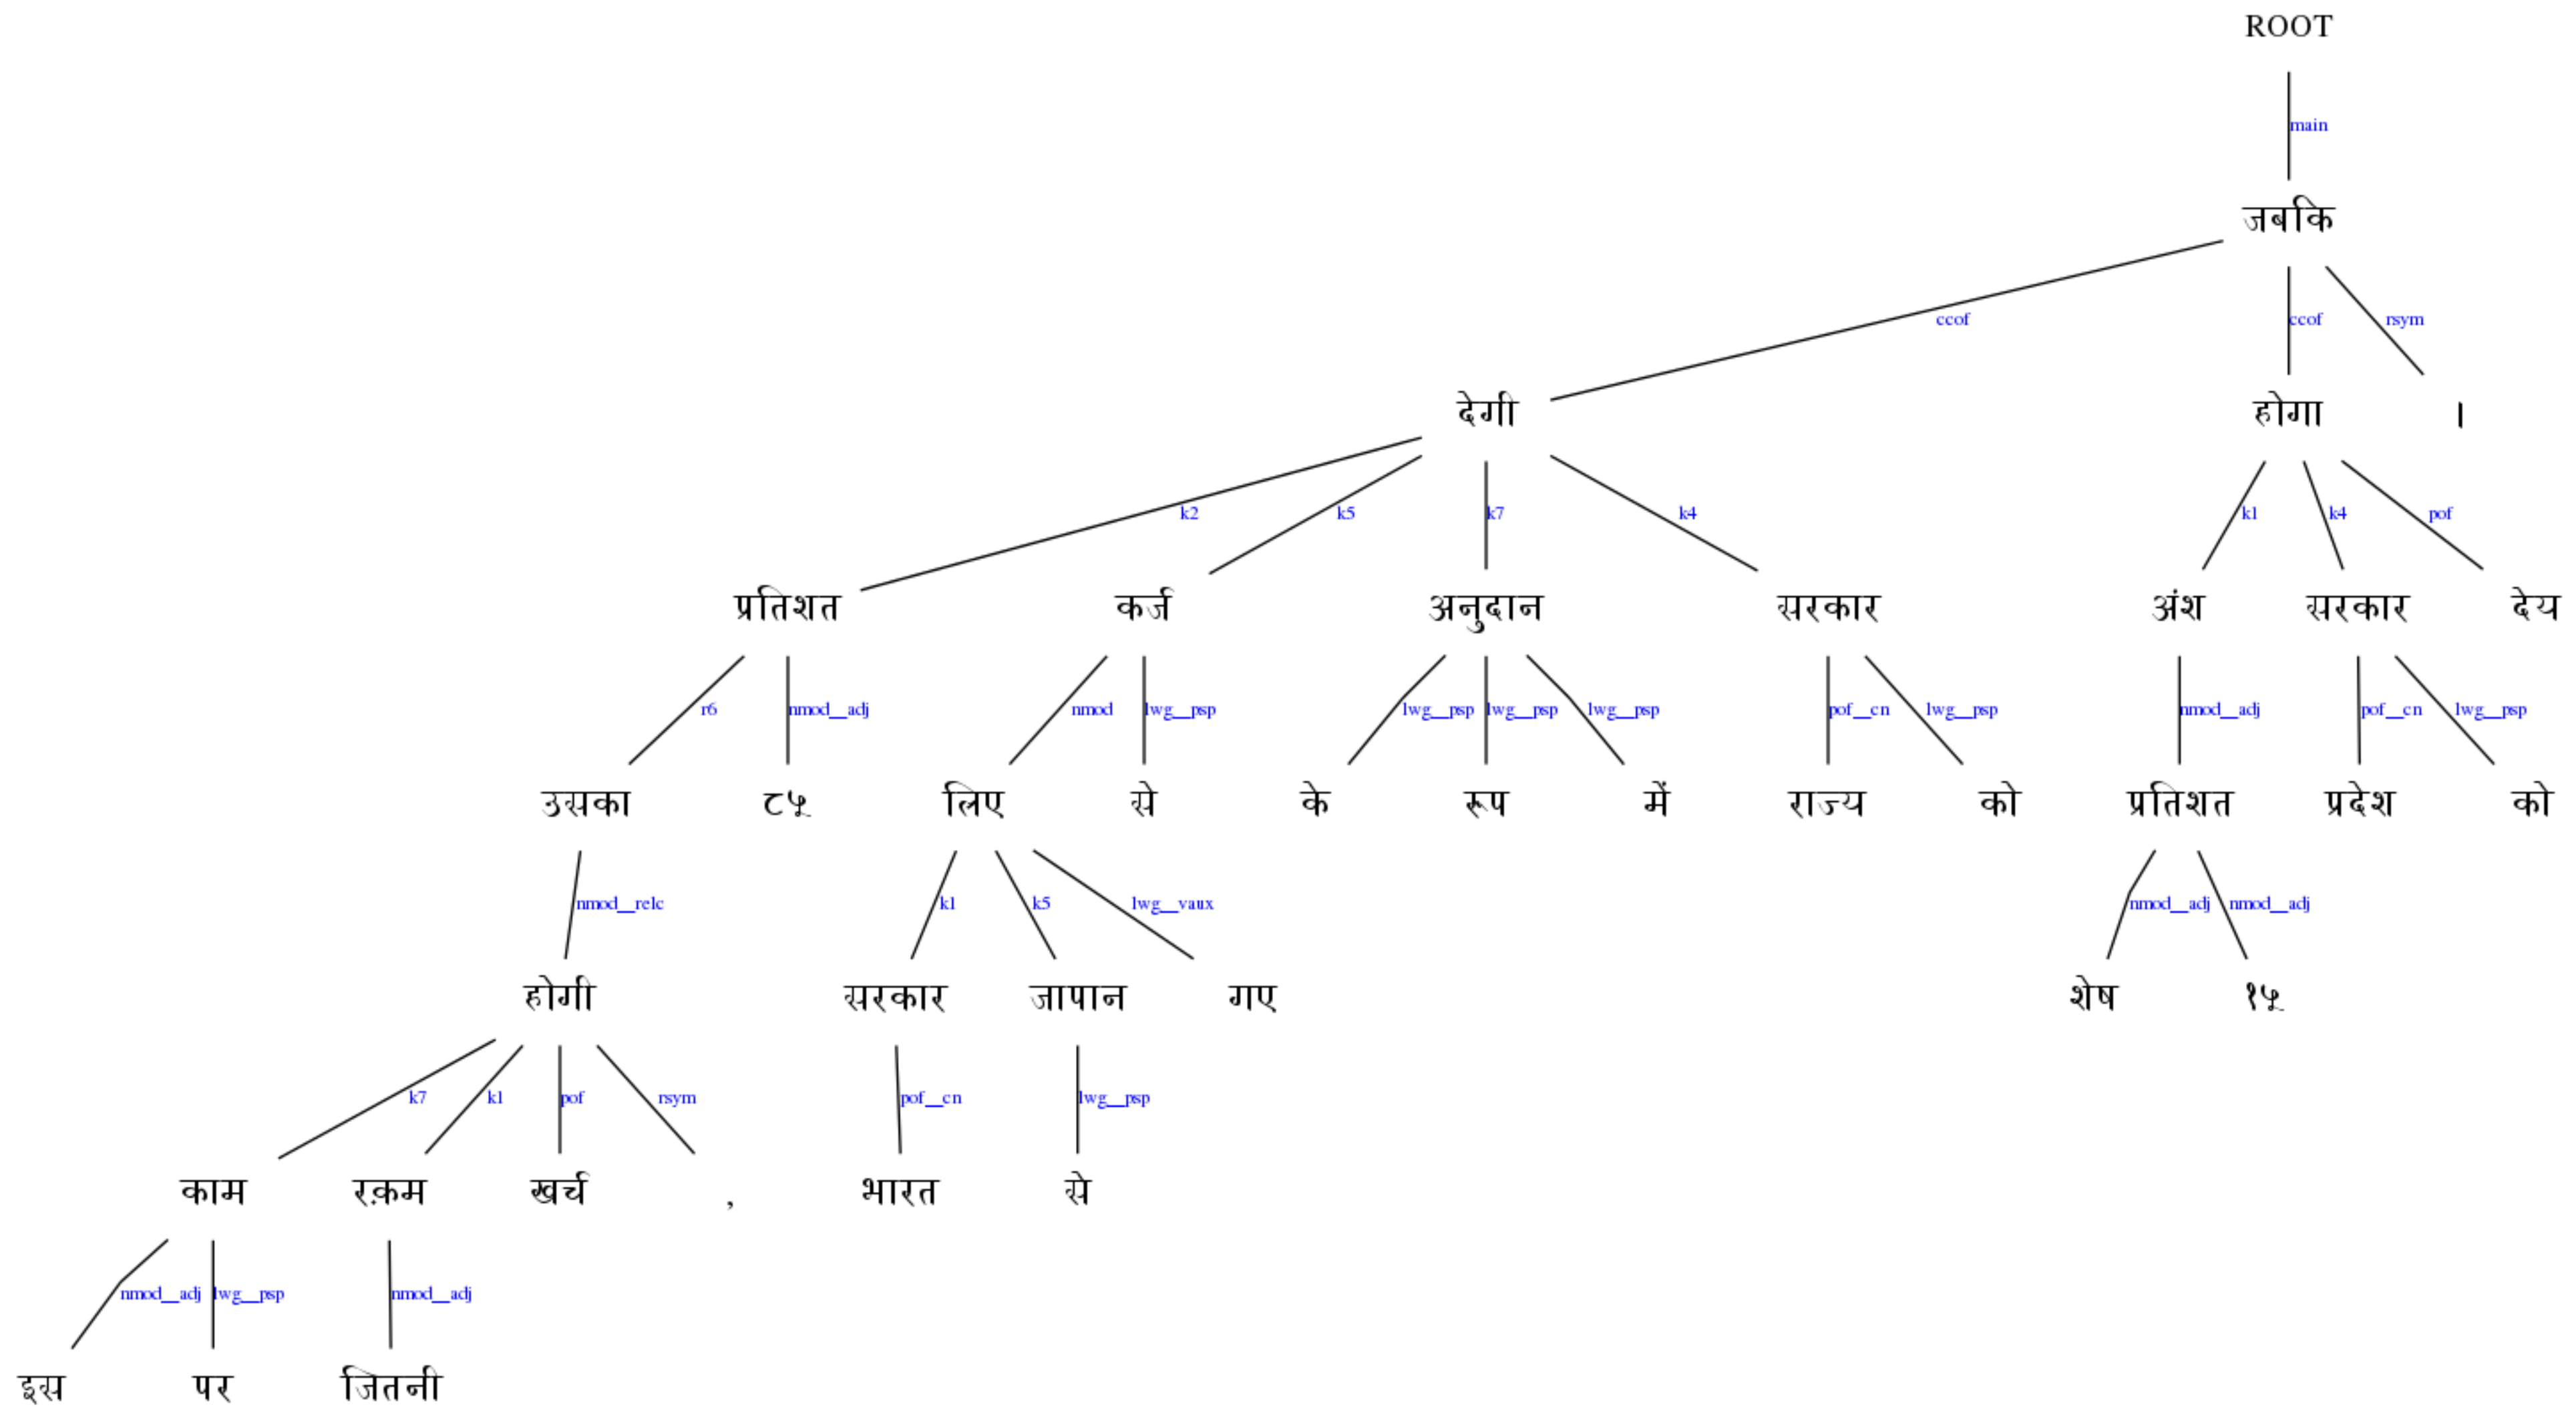 ROOT
main
जबकि
ccof ccof rsym
देगी होगा ।
k2 k5 k7 k4 k1 k4 pof
प्रतिशत कर्ज अनुदान सरकार अंश सरकार देय
r6 nmod__adj nmod lwg__psp lwg__psp lwg__psp lwg__psp pof__cn lwg__psp nmod__adj pof__cn lwg__psp
उसका ८५ लिए से के रूप में राज्य को प्रतिशत प्रदेश को
nmod__relc k1 k5 lwg__vaux nmod__adj nmod__adj
होगी सरकार जापान गए शेष १५
k7 k1 pof rsym pof__cn lwg__psp
काम रक़म खर्च , भारत से
nmod__adj lwg__psp nmod__adj
इस पर जितनी